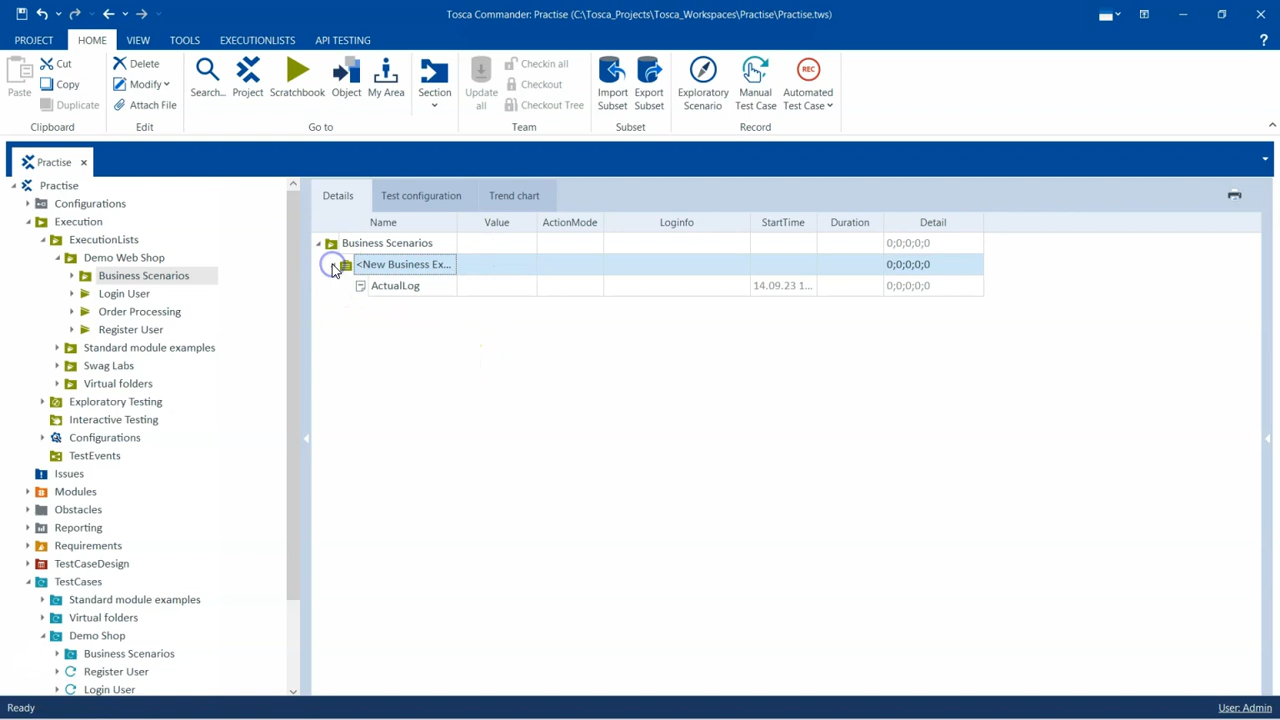 Tosca Commander: Practise (C:\Tosca_Projects\Tosca_Workspaces\Practise\Practise.tws)
PROJECT HOME VIEW TOOLS EXECUTIONLISTS API TESTING
?
Paste
Cut
Copy
Duplicate
Clipboard
Delete
Modify
Attach File
Edit
Search...
Project
Scratchbook
Object
My Area
Section
Go to
Update all
Checkin all
Checkout
Checkout Tree
Team
Import Subset
Export Subset
Subset
Exploratory Scenario
Manual Test Case
REC
Automated Test Case
Record
Practise
Practise
Configurations
Execution
ExecutionLists
Demo Web Shop
Business Scenarios
Login User
Order Processing
Register User
Standard module examples
Swag Labs
Virtual folders
Exploratory Testing
Interactive Testing
Configurations
TestEvents
Issues
Modules
Obstacles
Reporting
Requirements
TestCaseDesign
TestCases
Standard module examples
Virtual folders
Demo Shop
Business Scenarios
Register User
Login User
Details Test configuration Trend chart
Name Value ActionMode Loginfo StartTime Duration Detail
Business Scenarios 0;0;0;0;0
<New Business Ex... 0;0;0;0;0
ActualLog 14.09.23 1... 0;0;0;0;0
Ready User: Admin